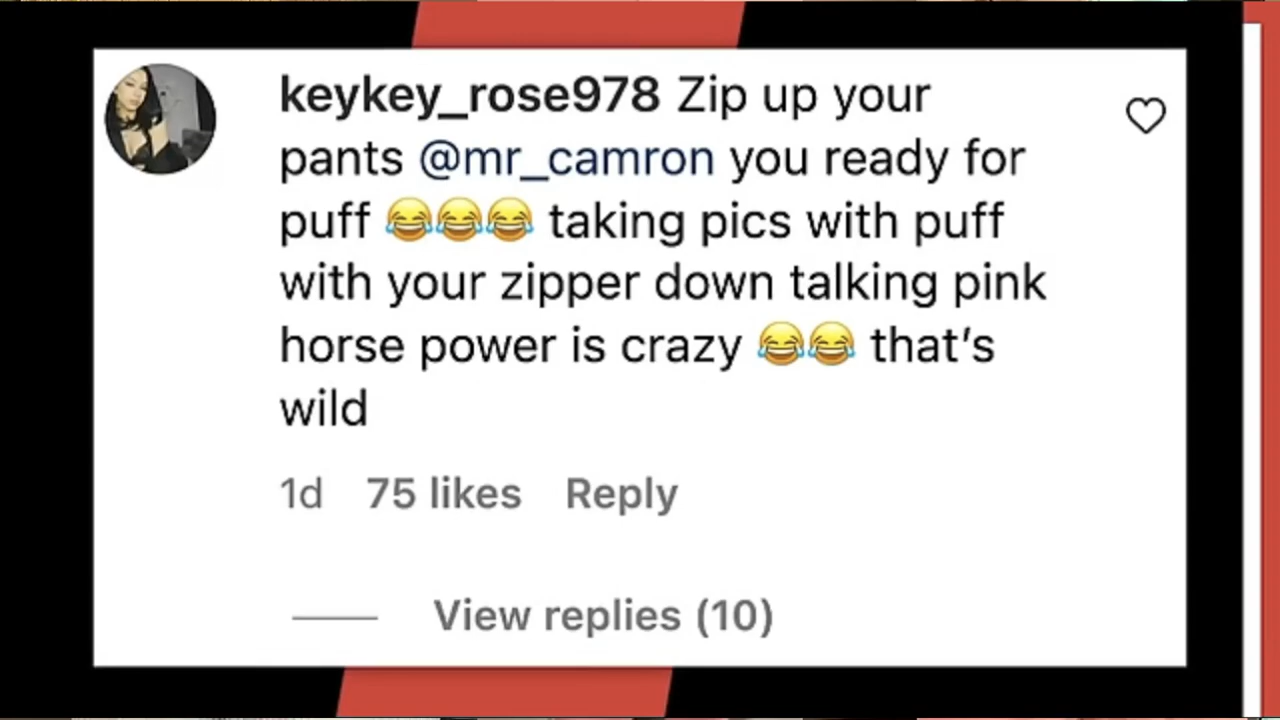 keykey_rose978 Zip up your
pants @mr_camron you ready for
puff 😂😂😂 taking pics with puff
with your zipper down talking pink
horse power is crazy 😂😂 that’s
wild
1d 75 likes Reply
View replies (10)